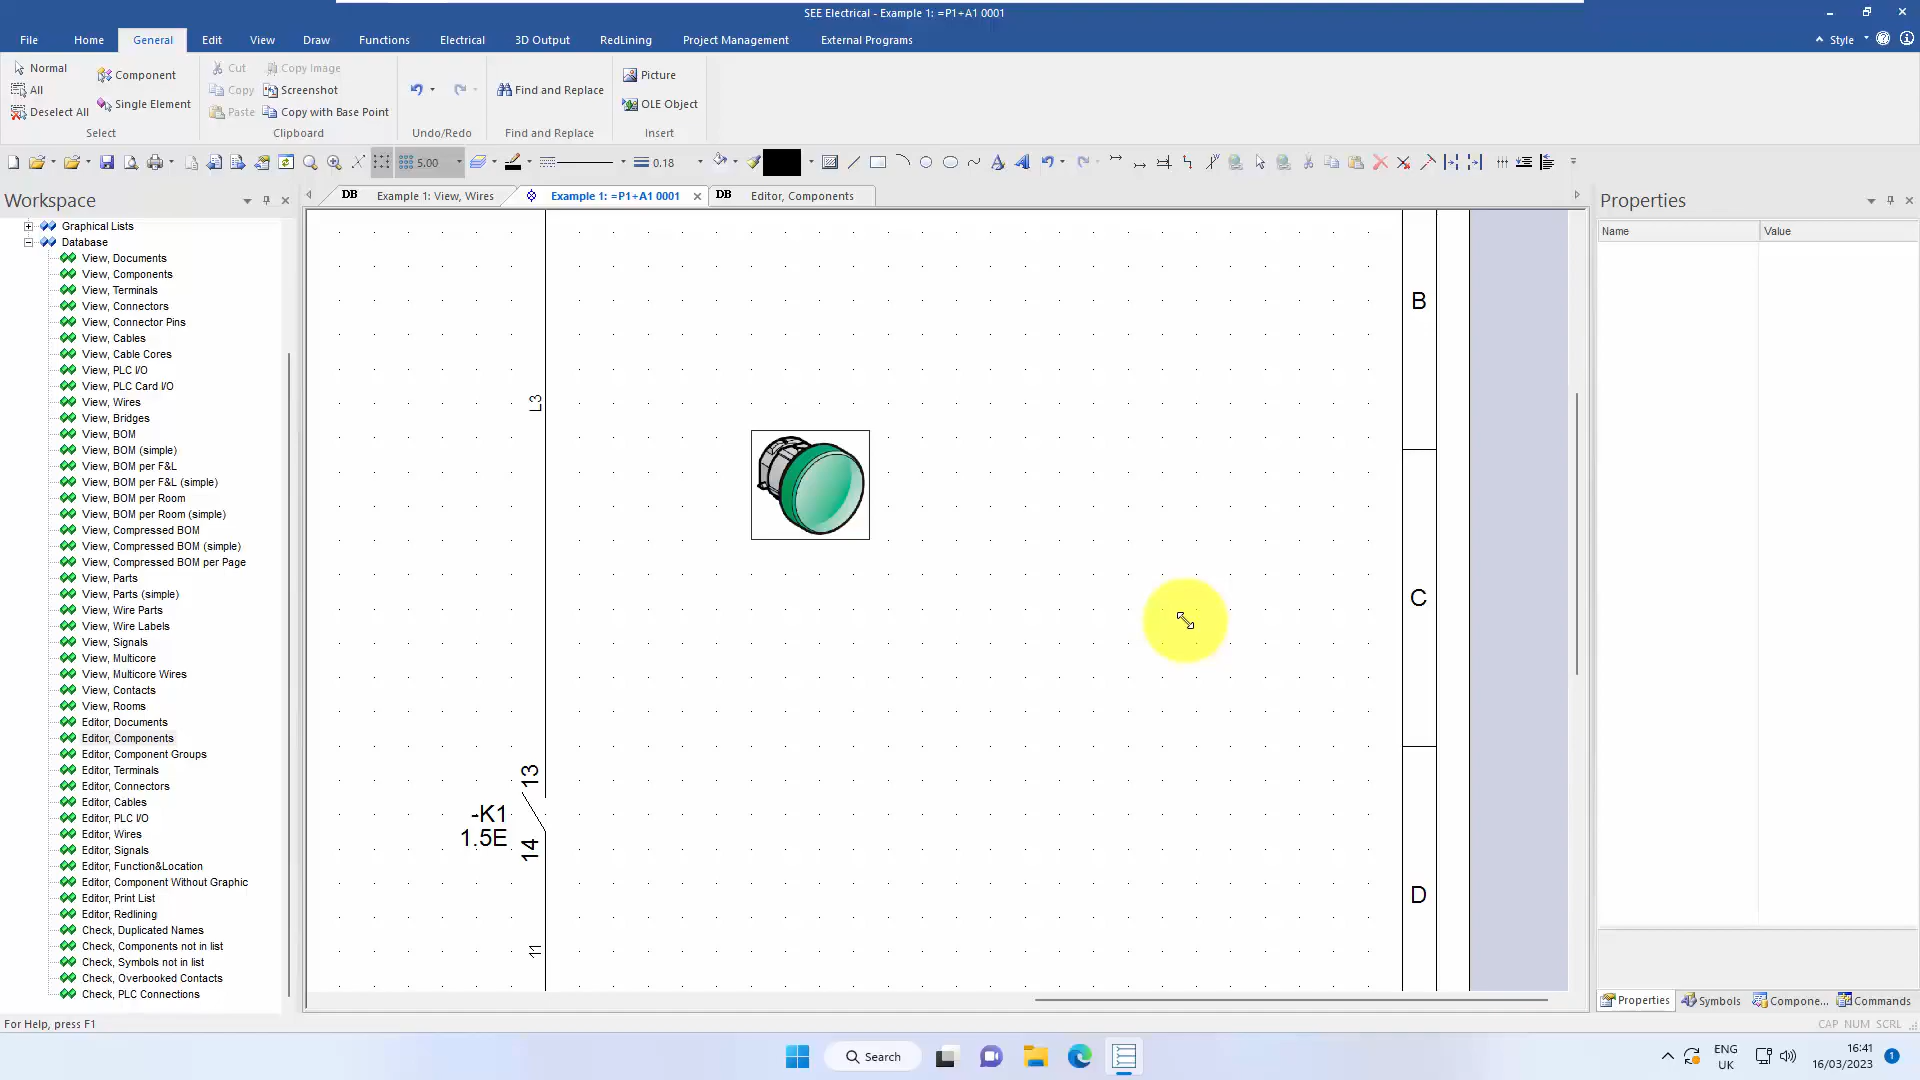 SEE Electrical - Example 1: =P1+A1 0001
File Home General Edit View Draw Functions Electrical 3D Output RedLining Project Management External Programs Style
Normal
All
Deselect All
Component
Single Element
Select
Cut
Copy
Paste
Copy Image
Screenshot
Copy with Base Point
Clipboard
Undo/Redo
Find and Replace
Find and Replace
Picture
OLE Object
Insert
5.00
0.18
Workspace
DB Example 1: View, Wires
Example 1: =P1+A1 0001
DB Editor, Components
Properties
Name Value
Graphical Lists
Database
View, Documents
View, Components
View, Terminals
View, Connectors
View, Connector Pins
View, Cables
View, Cable Cores
View, PLC I/O
View, PLC Card I/O
View, Wires
View, Bridges
View, BOM
View, BOM (simple)
View, BOM per F&L
View, BOM per F&L (simple)
View, BOM per Room
View, BOM per Room (simple)
View, Compressed BOM
View, Compressed BOM (simple)
View, Compressed BOM per Page
View, Parts
View, Parts (simple)
View, Wire Parts
View, Wire Labels
View, Signals
View, Multicore
View, Multicore Wires
View, Contacts
View, Rooms
Editor, Documents
Editor, Components
Editor, Component Groups
Editor, Terminals
Editor, Connectors
Editor, Cables
Editor, PLC I/O
Editor, Wires
Editor, Signals
Editor, Function&Location
Editor, Component Without Graphic
Editor, Print List
Editor, Redlining
Check, Duplicated Names
Check, Components not in list
Check, Symbols not in list
Check, Overbooked Contacts
Check, PLC Connections
L3
13
-K1
1.5E
14
11
B
C
D
Properties Symbols Compone... Commands
For Help, press F1
CAP NUM SCRL
Search
ENG
UK
16:41
16/03/2023
1